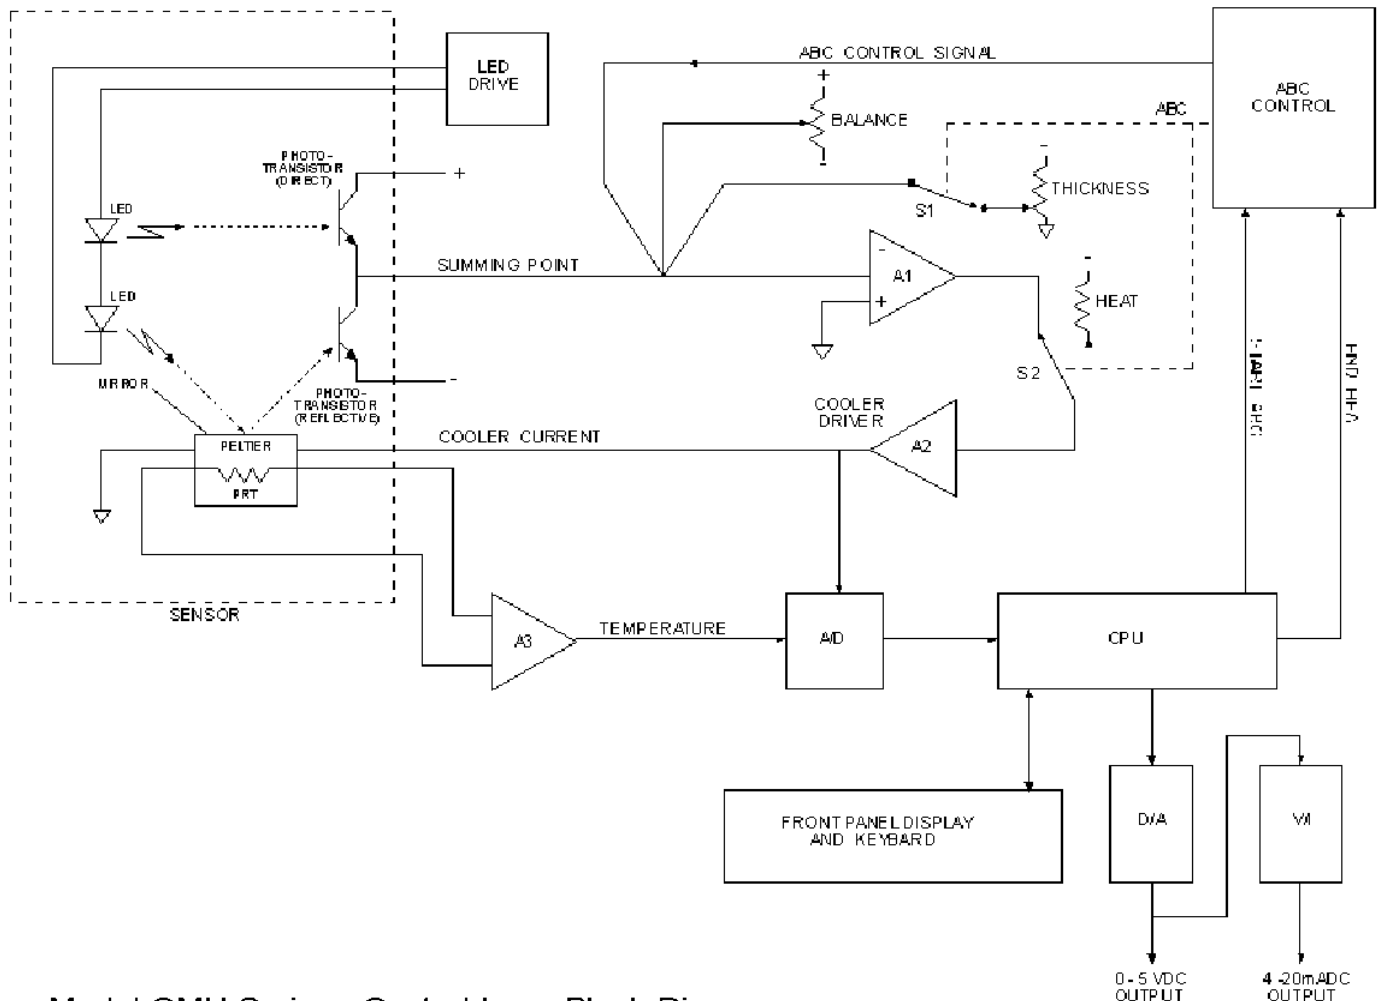 ABC CONTROL SIGNAL
LED
DRIVE
ABC
CONTROL
+
BALANCE
-
ABC
PHOTO-
TRANSISTOR
(DIRECT)
+
-
THICKNESS
S1
LED
SUMMING POINT
-
A1
+
-
HEAT
LED
S2
MIRROR
-
PHOTO-
TRANSISTOR
(REFLECTIVE)
COOLER
DRIVER
COOLER CURRENT
A2
PELTIER
PRT
SENSOR
A3
TEMPERATURE
A/D
CPU
FRONT PANEL DISPLAY
AND KEYBARD
D/A
V/I
0 - 5 VDC
OUTPUT
4 -20mADC
OUTPUT